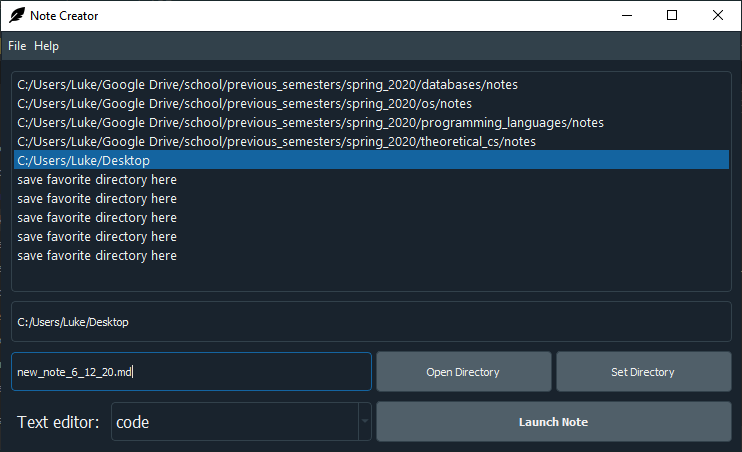 Note Creator
File Help
C:/Users/Luke/Google Drive/school/previous_semesters/spring_2020/databases/notes
C:/Users/Luke/Google Drive/school/previous_semesters/spring_2020/os/notes
C:/Users/Luke/Google Drive/school/previous_semesters/spring_2020/programming_languages/notes
C:/Users/Luke/Google Drive/school/previous_semesters/spring_2020/theoretical_cs/notes
C:/Users/Luke/Desktop
save favorite directory here
save favorite directory here
save favorite directory here
save favorite directory here
save favorite directory here
C:/Users/Luke/Desktop
new_note_6_12_20.md Open Directory Set Directory
Text editor: code Launch Note